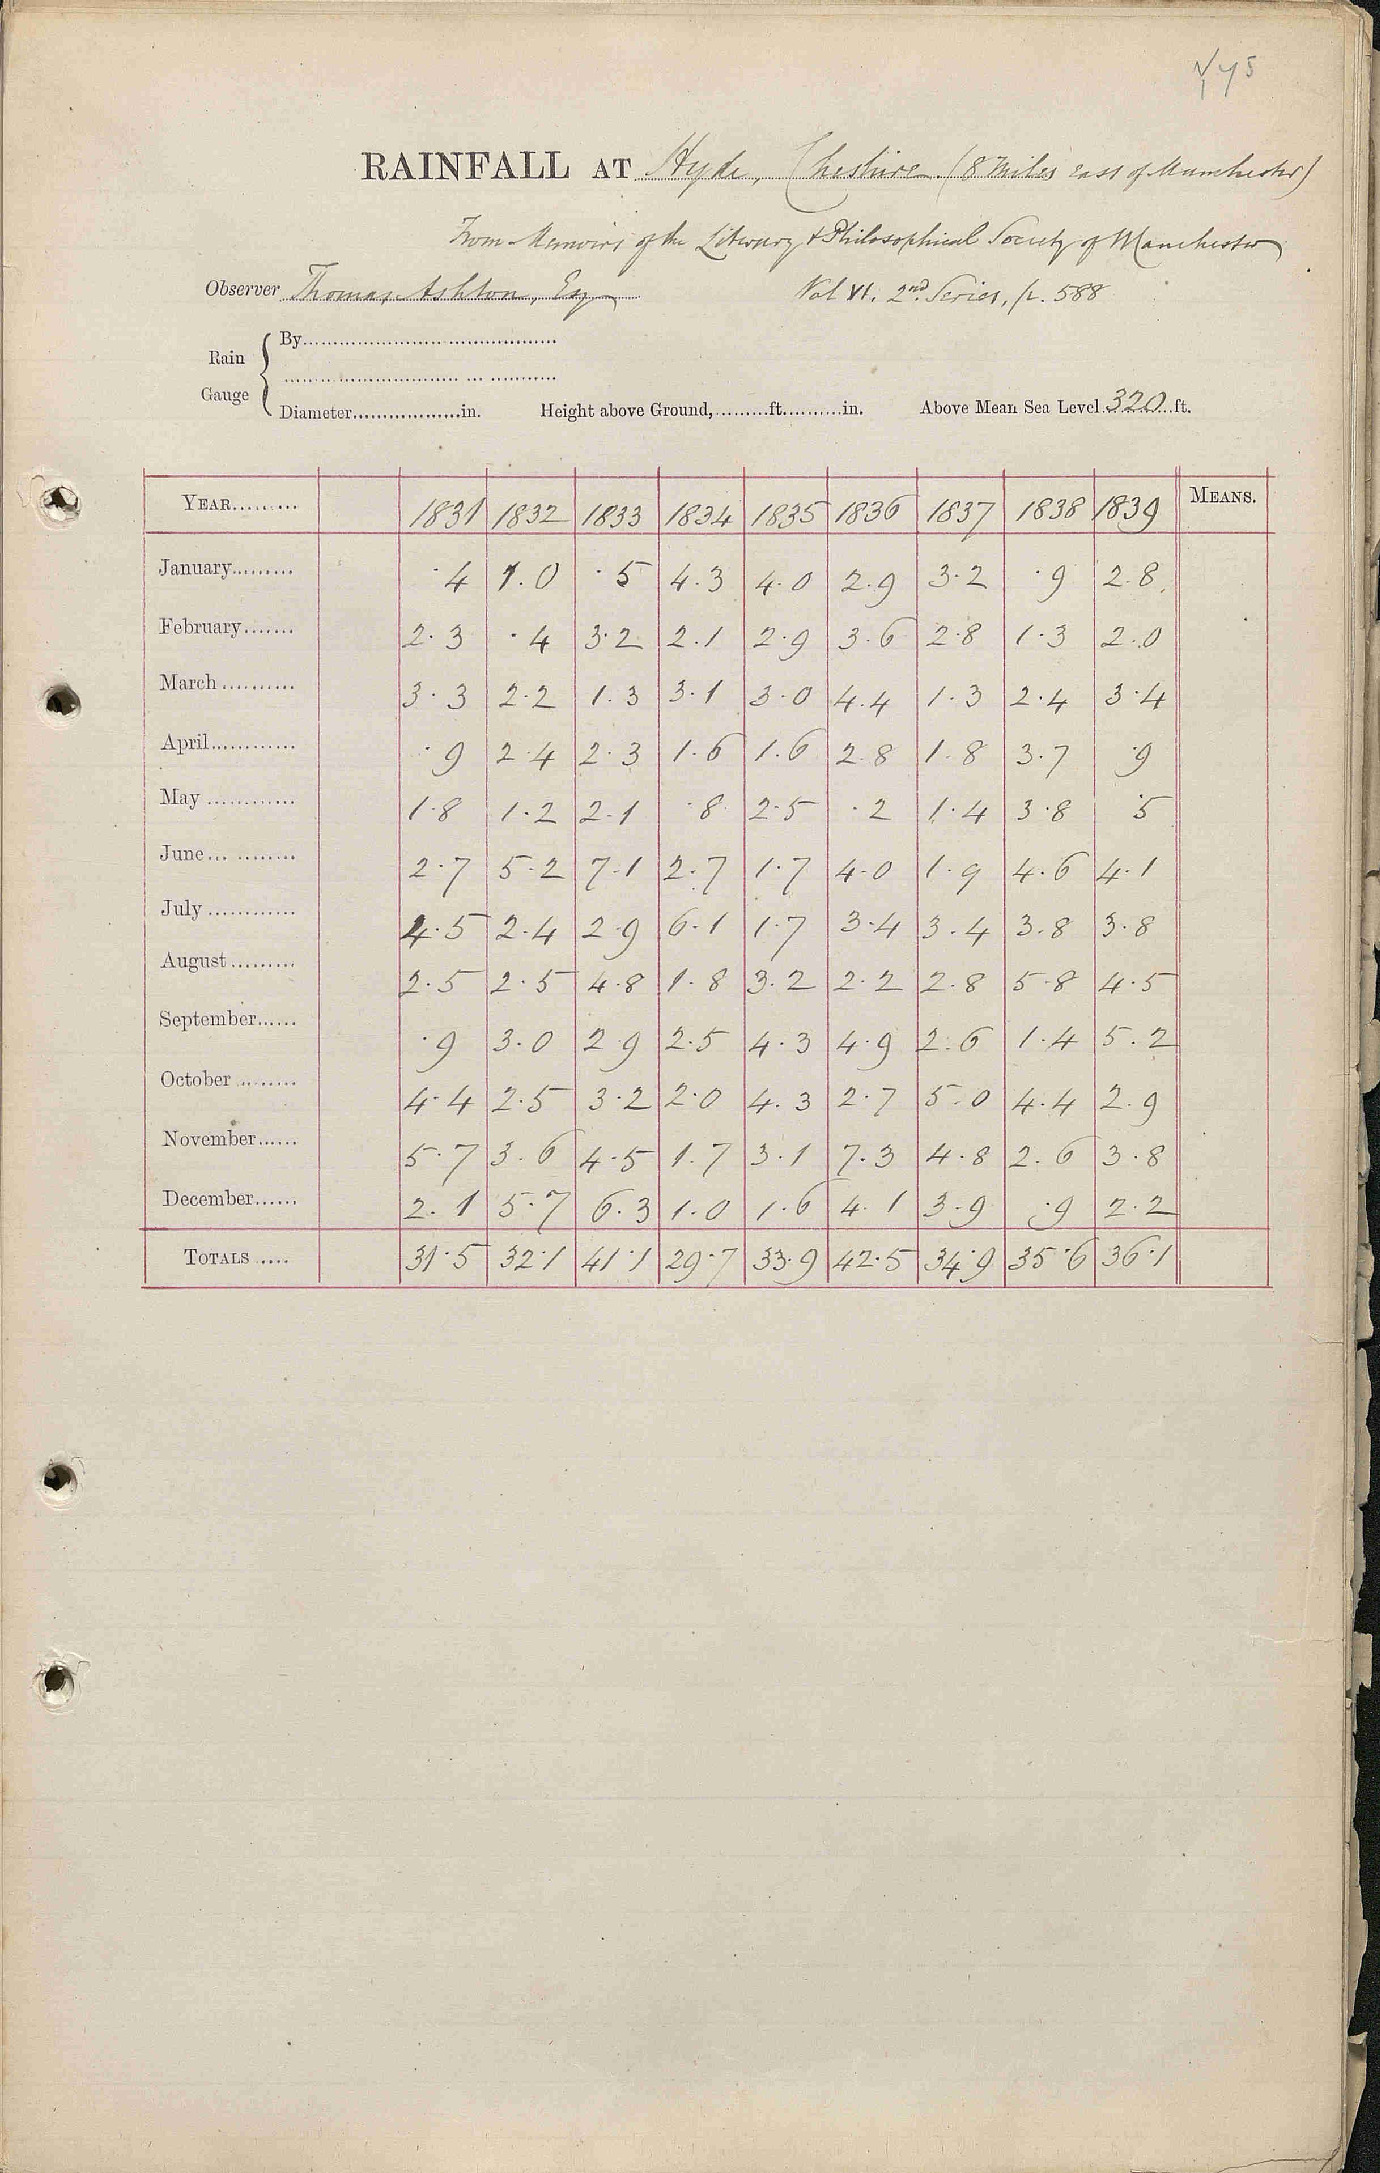 RAINFALL AT Hyde, Cheshire (8 Miles east of Manchester)
From Memoirs of the Literary & Philosophical Society of Manchester
Observer Thomas Ashton, Esq Vol VI. 2nd. Series, p. 588
Rain Gauge
By
Diameter in. Height above Ground, ft. in. Above Mean Sea Level 320 ft.
YEAR 1831 1832 1833 1834 1835 1836 1837 1838 1839 MEANS.
January ·4 1.0 ·5 4.3 4.0 2.9 3.2 ·9 2.8
February 2.3 ·4 3.2 2.1 2.9 3.6 2.8 1.3 2.0
March 3.3 2.2 1.3 3.1 3.0 4.4 1.3 2.4 3.4
April ·9 2.4 2.3 1.6 1.6 2.8 1.8 3.7 ·9
May 1.8 1.2 2.1 ·8 2.5 ·2 1.4 3.8 ·5
June 2.7 5.2 7.1 2.7 1.7 4.0 1.9 4.6 4.1
July 4.5 2.4 2.9 6.1 1.7 3.4 3.4 3.8 3.8
August 2.5 2.5 4.8 1.8 3.2 2.2 2.8 5.8 4.5
September ·9 3.0 2.9 2.5 4.3 4.9 2.6 1.4 5.2
October 4.4 2.5 3.2 2.0 4.3 2.7 5.0 4.4 2.9
November 5.7 3.6 4.5 1.7 3.1 7.3 4.8 2.6 3.8
December 2.1 5.7 6.3 1.0 1.6 4.1 3.9 ·9 2.2
TOTALS 31.5 32.1 41.1 29.7 33.9 42.5 34.9 35.6 36.1